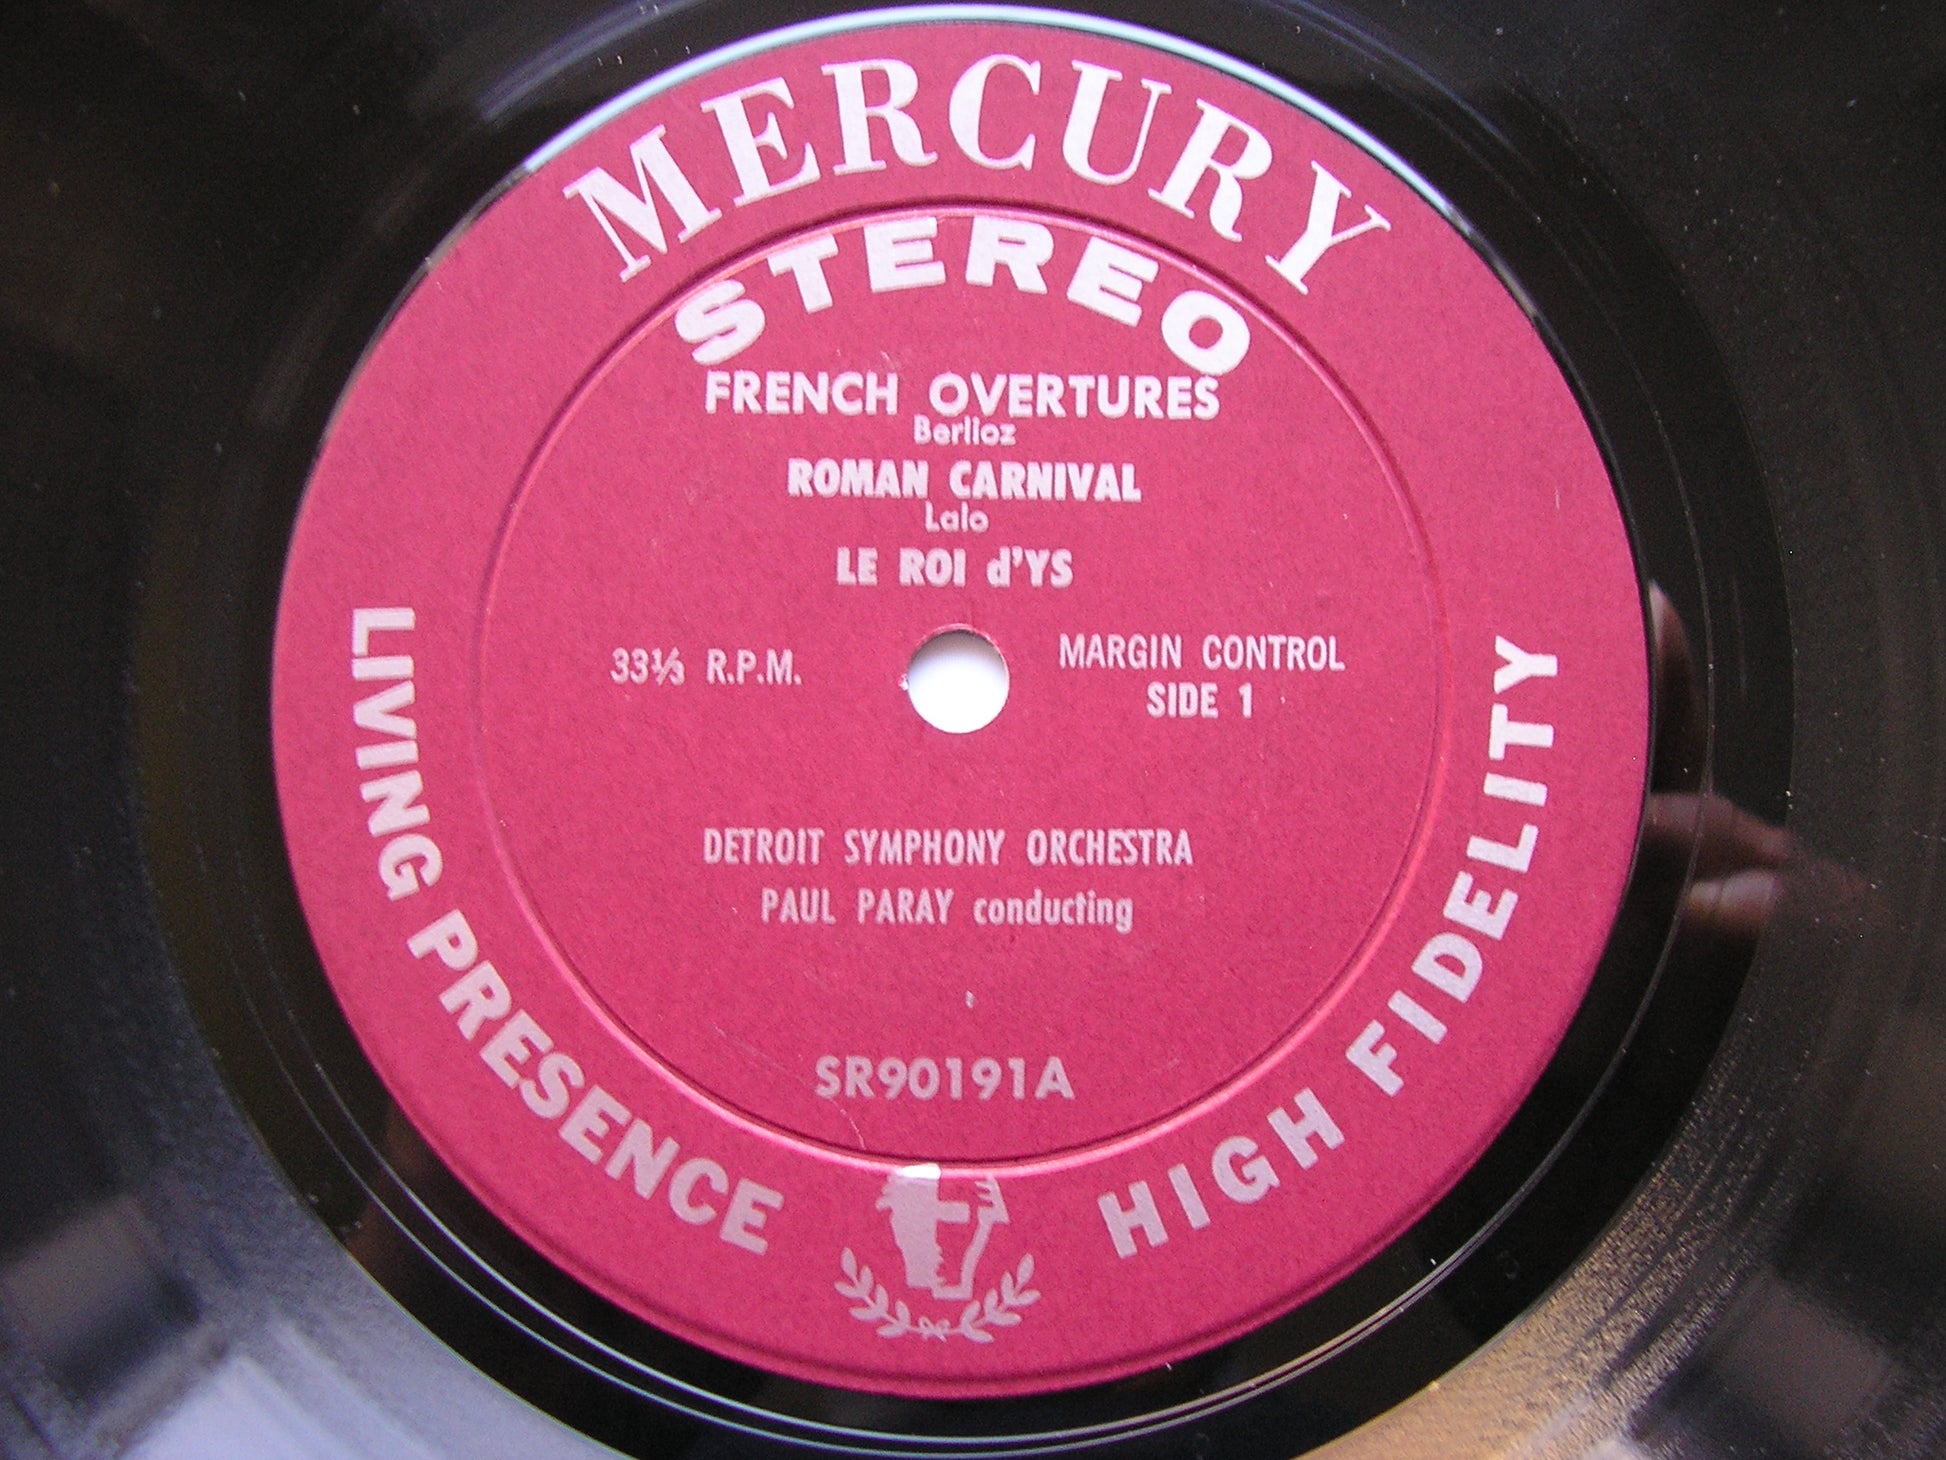 MERCURY
STEREO
FRENCH OVERTURES
Berlioz
ROMAN CARNIVAL
Lalo
LE ROI d'YS
33⅓ R.P.M.
MARGIN CONTROL
SIDE 1
DETROIT SYMPHONY ORCHESTRA
PAUL PARAY conducting
SR90191A
LIVING PRESENCE
HIGH FIDELITY